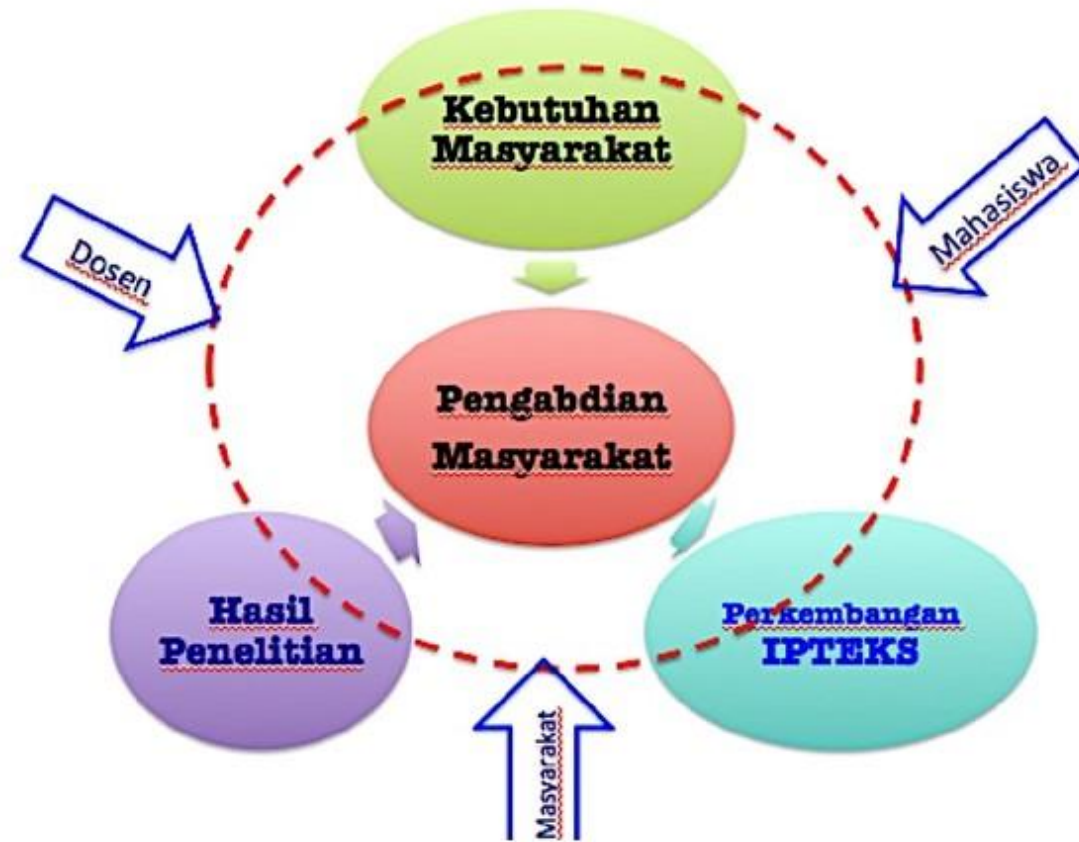 Kebutuhan
Masyarakat
Dosen
Mahasiswa
Pengabdian
Masyarakat
Hasil
Penelitian
Perkembangan
IPTEKS
Masyarakat